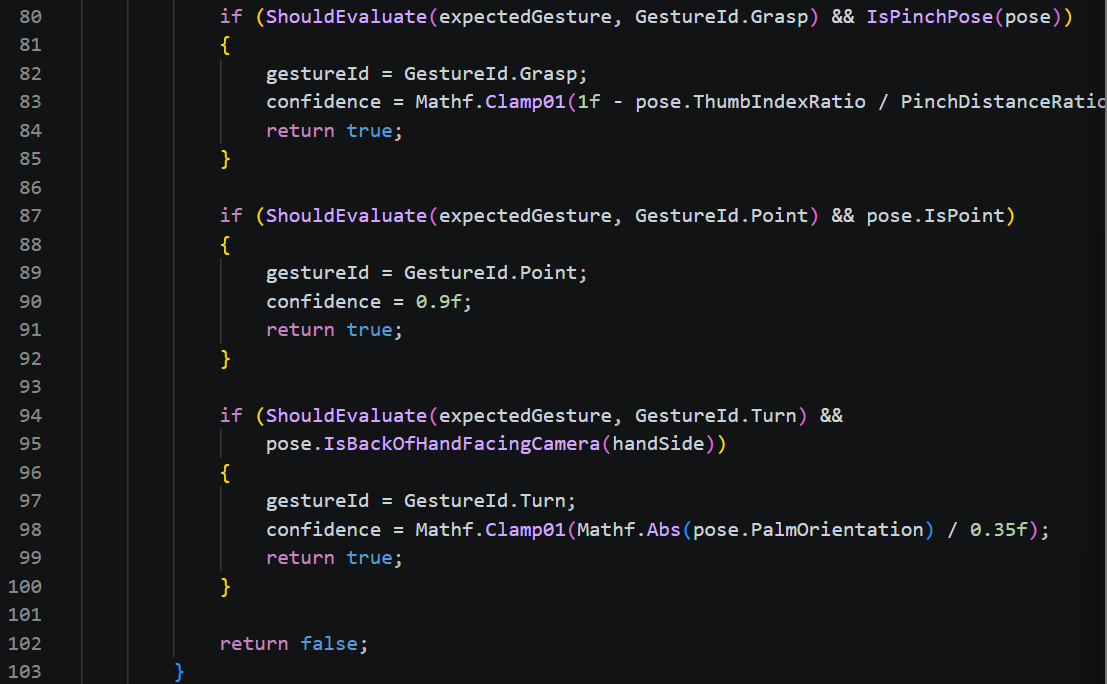 80 if (ShouldEvaluate(expectedGesture, GestureId.Grasp) && IsPinchPose(pose))
81 {
82 gestureId = GestureId.Grasp;
83 confidence = Mathf.Clamp01(1f - pose.ThumbIndexRatio / PinchDistanceRatio
84 return true;
85 }
86
87 if (ShouldEvaluate(expectedGesture, GestureId.Point) && pose.IsPoint)
88 {
89 gestureId = GestureId.Point;
90 confidence = 0.9f;
91 return true;
92 }
93
94 if (ShouldEvaluate(expectedGesture, GestureId.Turn) &&
95 pose.IsBackOfHandFacingCamera(handSide))
96 {
97 gestureId = GestureId.Turn;
98 confidence = Mathf.Clamp01(Mathf.Abs(pose.PalmOrientation) / 0.35f);
99 return true;
100 }
101
102 return false;
103 }